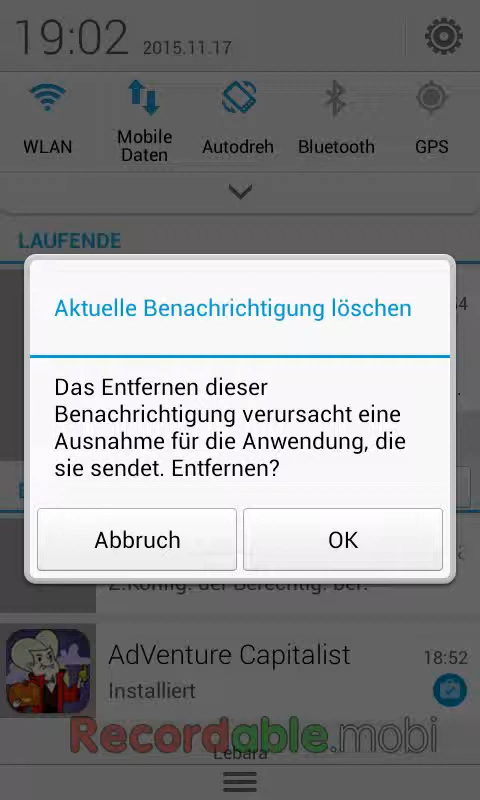 19:02 2015.11.17
WLAN
Mobile
Daten
Autodreh
Bluetooth
GPS
LAUFENDE
Aktuelle Benachrichtigung löschen
Das Entfernen dieser
Benachrichtigung verursacht eine
Ausnahme für die Anwendung, die
sie sendet. Entfernen?
Abbruch
OK
AdVenture Capitalist
18:52
Installiert
Recordable.mobi
Lebara